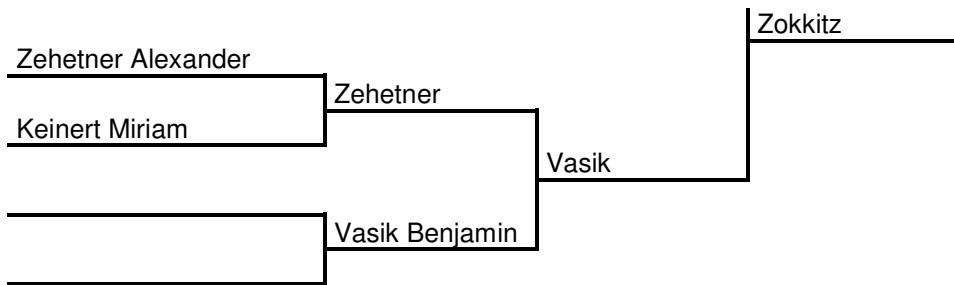 Zokkitz
Zehetner Alexander
Zehetner
Keinert Miriam
Vasik
Vasik Benjamin